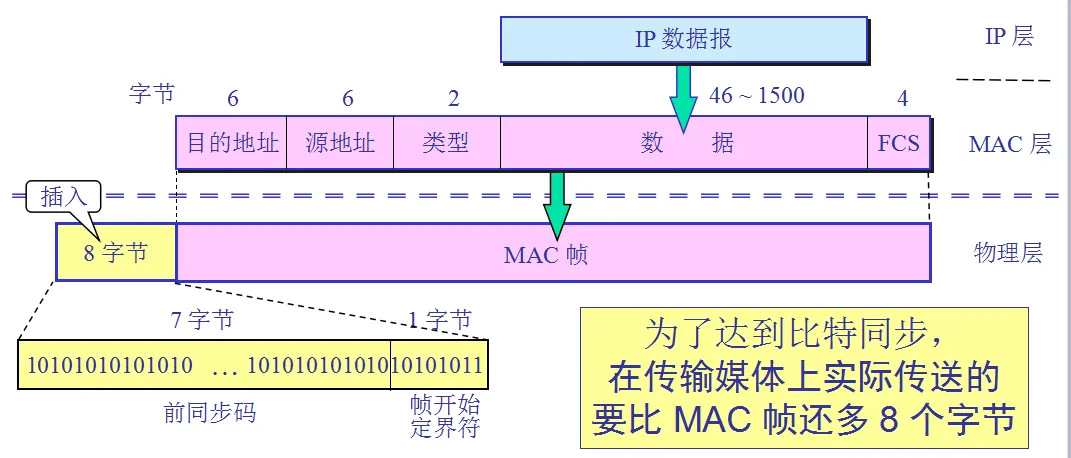 IP 数据报
IP 层
字节
6
6
2
46 ~ 1500
4
目的地址
源地址
类型
数 据
FCS
MAC 层
插入
8 字节
MAC 帧
物理层
7 字节
1 字节
10101010101010 … 101010101010
10101011
前同步码
帧开始
定界符
为了达到比特同步，
在传输媒体上实际传送的
要比 MAC 帧还多 8 个字节